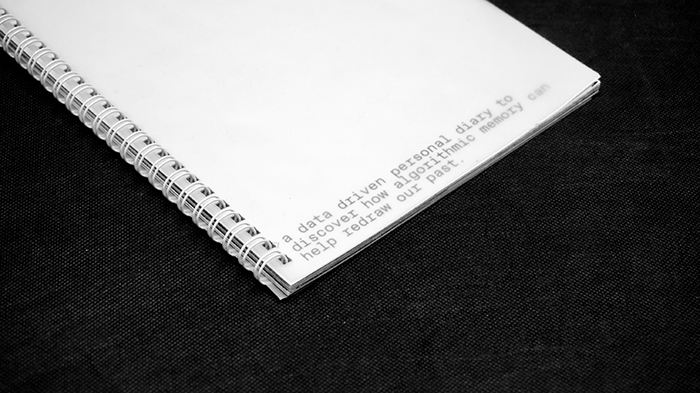 a data driven personal diary to
discover how algorithmic memory can
help redraw our past.